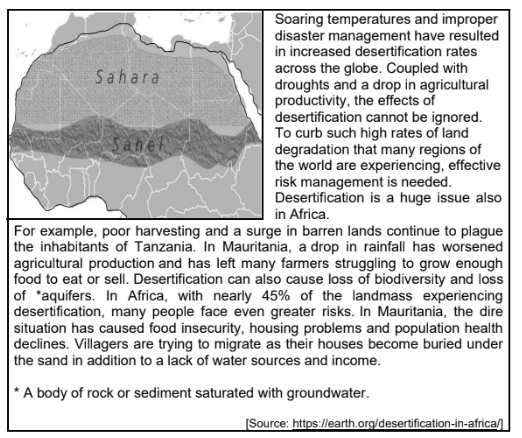 Sahara
Sahel
Soaring temperatures and improper
disaster management have resulted
in increased desertification rates
across the globe. Coupled with
droughts and a drop in agricultural
productivity, the effects of
desertification cannot be ignored.
To curb such high rates of land
degradation that many regions of
the world are experiencing, effective
risk management is needed.
Desertification is a huge issue also
in Africa.
For example, poor harvesting and a surge in barren lands continue to plague
the inhabitants of Tanzania. In Mauritania, a drop in rainfall has worsened
agricultural production and has left many farmers struggling to grow enough
food to eat or sell. Desertification can also cause loss of biodiversity and loss
of *aquifers. In Africa, with nearly 45% of the landmass experiencing
desertification, many people face even greater risks. In Mauritania, the dire
situation has caused food insecurity, housing problems and population health
declines. Villagers are trying to migrate as their houses become buried under
the sand in addition to a lack of water sources and income.
* A body of rock or sediment saturated with groundwater.
[Source: https://earth.org/desertification-in-africa/]